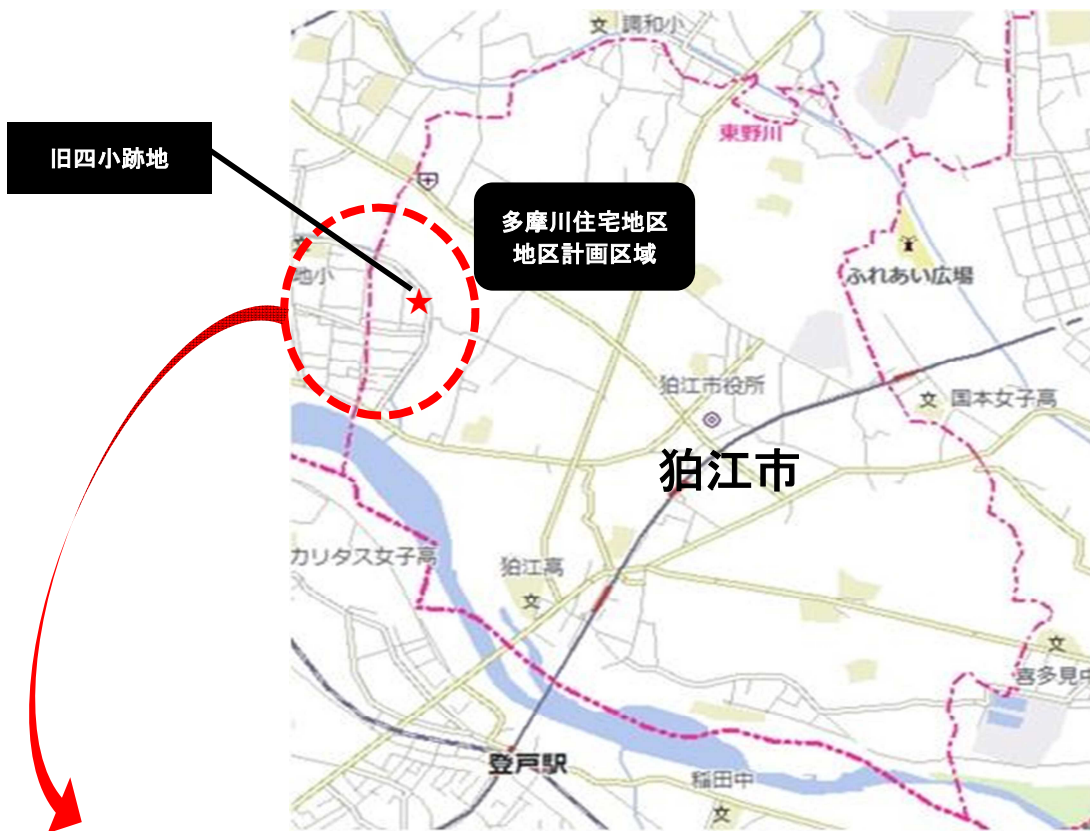 調和小
東野川
旧四小跡地
多摩川住宅地区
地区計画区域
地小
ふれあい広場
狛江市役所
国本女子高
狛江市
カリタス女子高
狛江高
喜多見中
登戸駅
稲田中